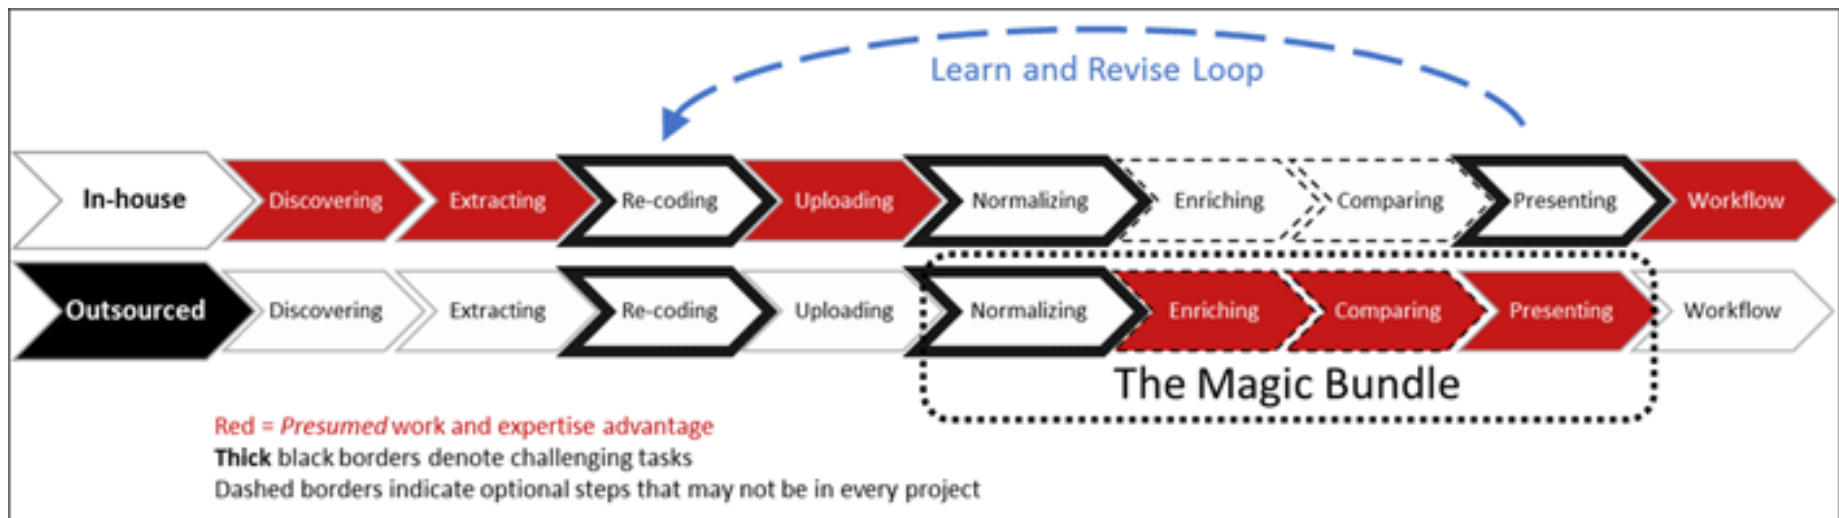 Learn and Revise Loop
In-house Discovering Extracting Re-coding Uploading Normalizing Enriching Comparing Presenting Workflow
Outsourced Discovering Extracting Re-coding Uploading Normalizing Enriching Comparing Presenting Workflow
The Magic Bundle
Red = Presumed work and expertise advantage
Thick black borders denote challenging tasks
Dashed borders indicate optional steps that may not be in every project